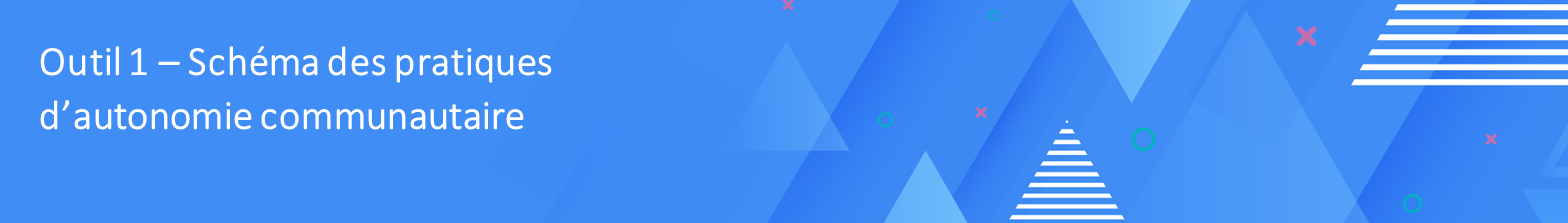 Outil 1 – Schéma des pratiques
d’autonomie communautaire